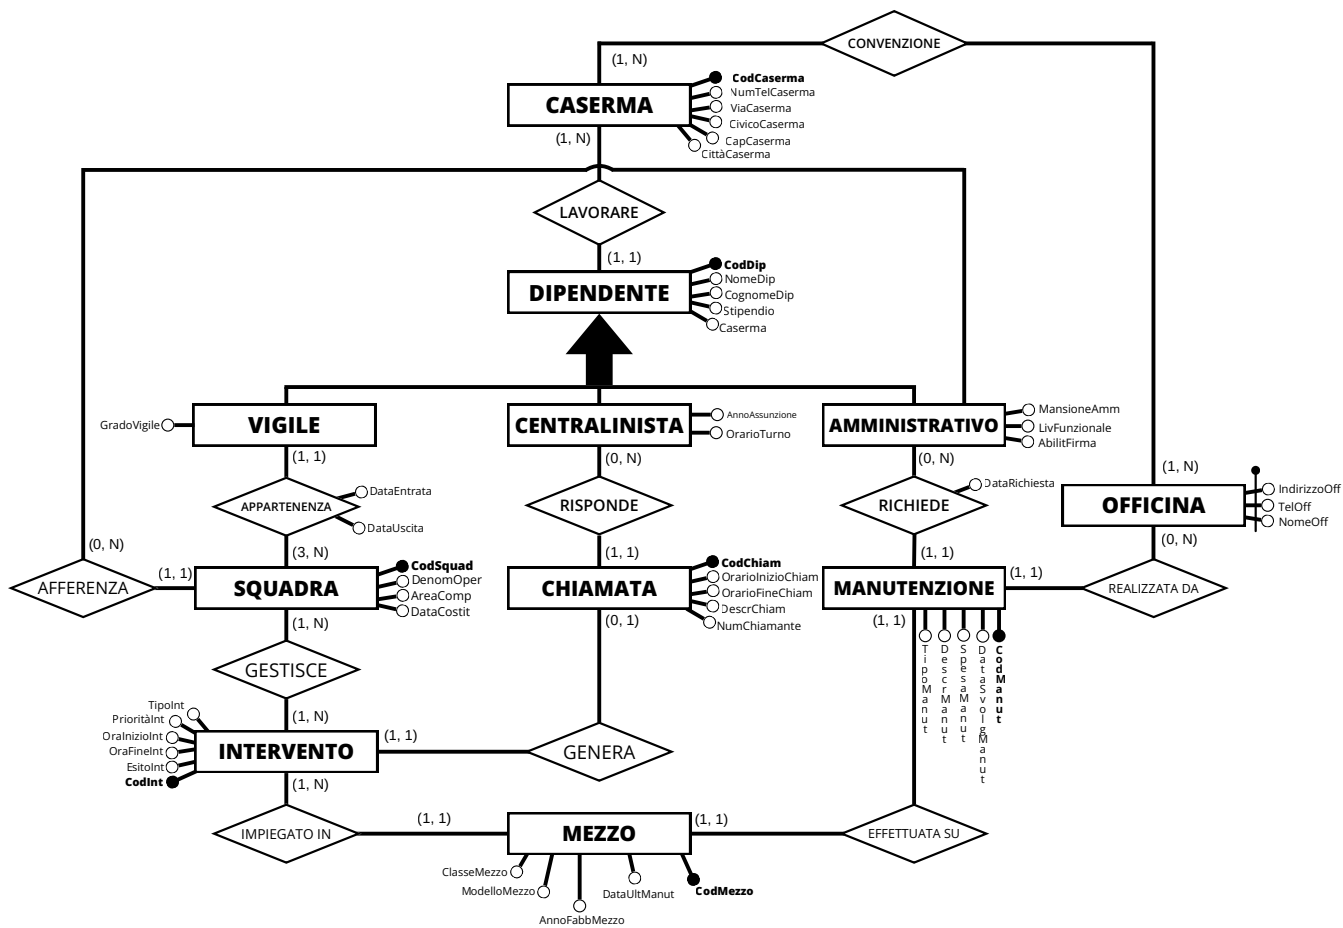 CONVENZIONE
(1, N)
CodCaserma
NumTelCaserma
CASERMA
ViaCaserma
CivicoCaserma
(1, N)
CapCaserma
CittàCaserma
LAVORARE
(1, 1)
CodDip
NomeDip
DIPENDENTE
CognomeDip
Stipendio
Caserma
GradoVigile
VIGILE
CENTRALINISTA
AnnoAssunzione
OrarioTurno
AMMINISTRATIVO
MansioneAmm
LivFunzionale
AbilitFirma
(1, 1)
(0, N)
(0, N)
(1, N)
APPARTENENZA
DataEntrata
DataUscita
RISPONDE
RICHIEDE
DataRichiesta
OFFICINA
IndirizzoOff
TelOff
NomeOff
(0, N)
(3, N)
(1, 1)
(1, 1)
(0, N)
AFFERENZA
(1, 1)
SQUADRA
CodSquad
DenomOper
AreaComp
DataCostit
CHIAMATA
CodChiam
OrarioInizioChiam
OrarioFineChiam
DescrChiam
NumChiamante
MANUTENZIONE
(1, 1)
REALIZZATA DA
(1, N)
(0, 1)
(1, 1)
TipoManut
DescrManut
SpesaManut
DataSvolgManut
CodManut
GESTISCE
(1, N)
TipInt
PrioritàInt
OraInizioInt
OraFineInt
EsitoInt
CodInt
INTERVENTO
(1, 1)
GENERA
(1, N)
IMPIEGATO IN
(1, 1)
MEZZO
(1, 1)
EFFETTUATA SU
ClasseMezzo
ModelloMezzo
AnnoFabbMezzo
DataUltManut
CodMezzo